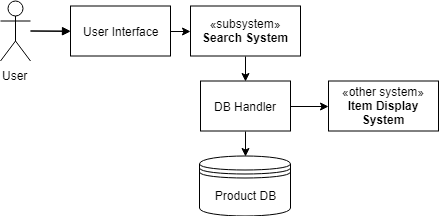 User
User Interface
«subsystem»
Search System
DB Handler
«other system»
Item Display
System
Product DB